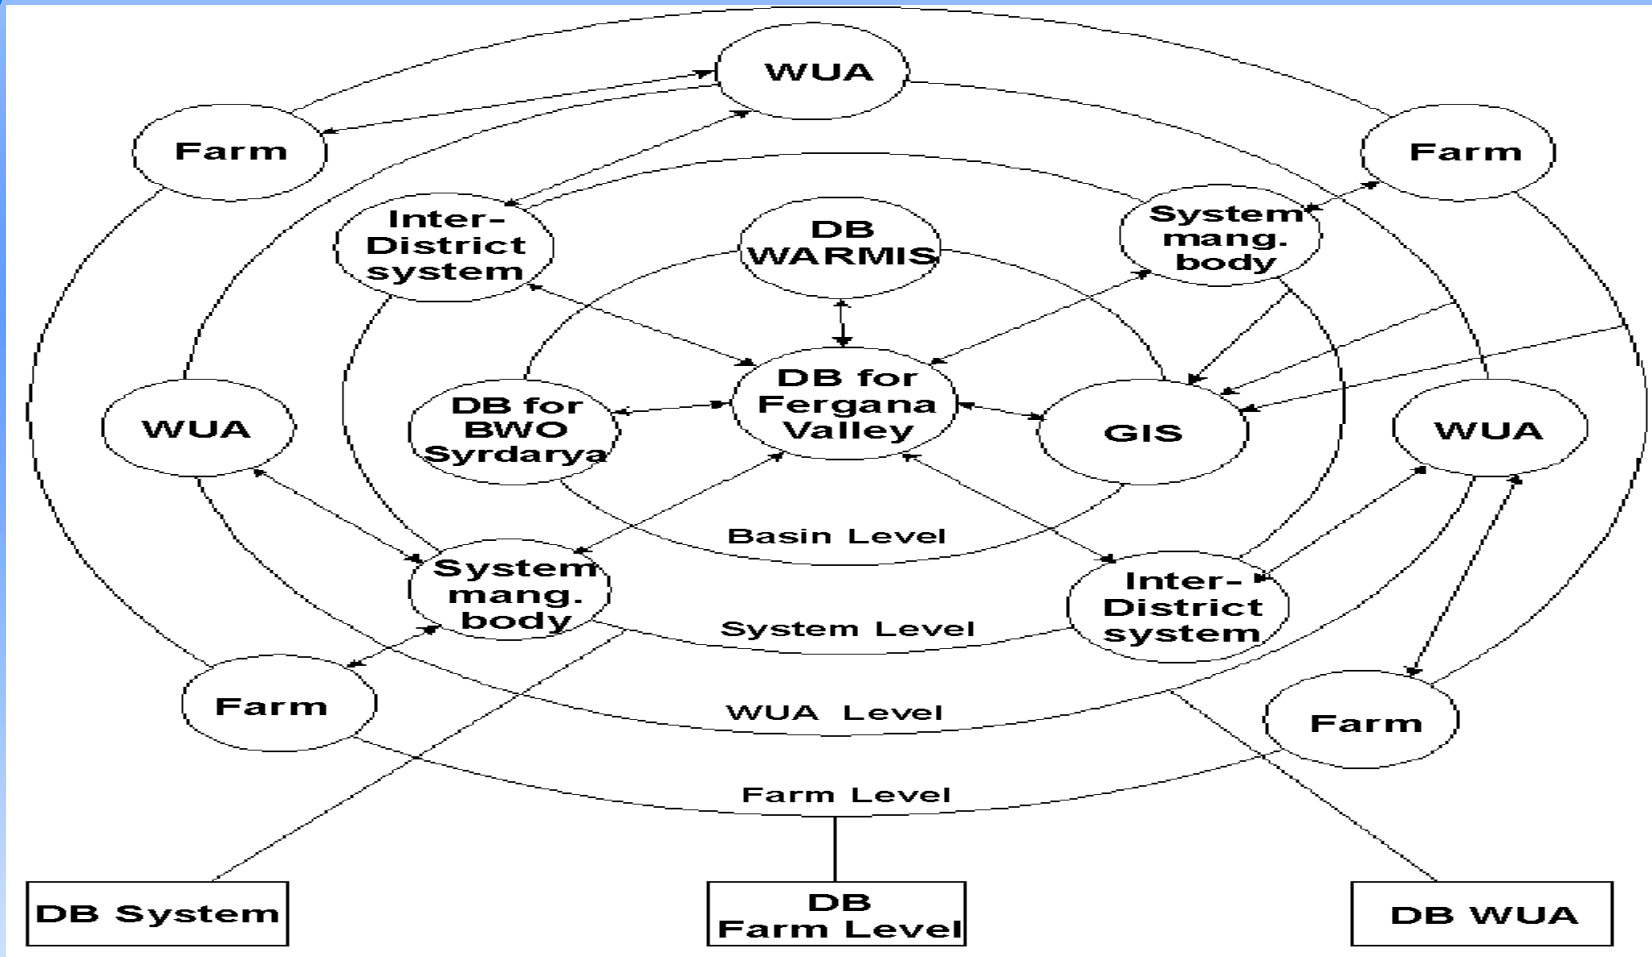 WUA
Farm
Farm
Inter-
District
system
DB
WARMIS
System
mang.
body
DB for
Fergana
Valley
DB for
BWO
Syrdarya
GIS
WUA
WUA
Basin Level
System
mang.
body
Inter-
District
system
System Level
Farm
WUA Level
Farm
Farm Level
DB System
DB
Farm Level
DB WUA